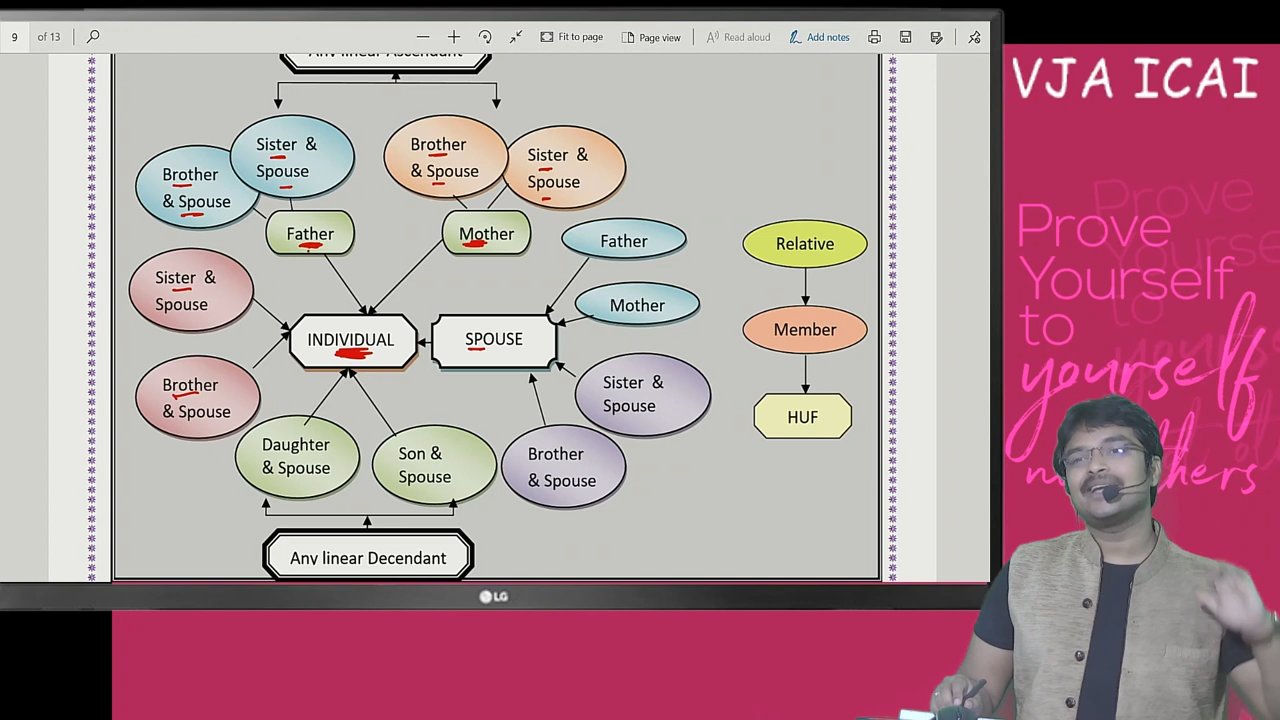 9 of 13
Fit to page
Page view
Read aloud
Add notes
Any linear Ascendant
Brother
& Spouse
Sister &
Spouse
Brother
& Spouse
Sister &
Spouse
Father
Mother
Father
Mother
Sister &
Spouse
INDIVIDUAL
SPOUSE
Brother
& Spouse
Sister &
Spouse
Daughter
& Spouse
Son &
Spouse
Brother
& Spouse
Any linear Decendant
Relative
Member
HUF
LG
VJA ICAI
Prove
Yourself
to
yourself